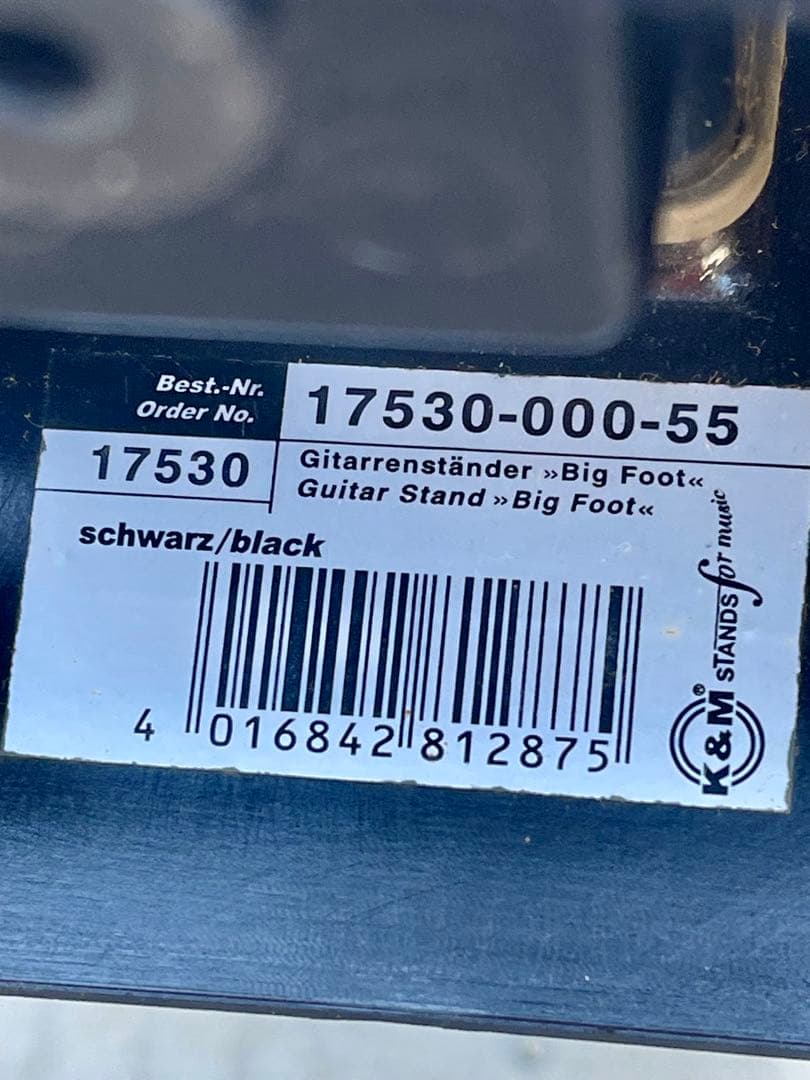 Best.-Nr.
Order No.
17530-000-55
17530
Gitarrenständer »Big Foot«
Guitar Stand »Big Foot«
schwarz/black
4 016842 812875
K&M® STANDS for music